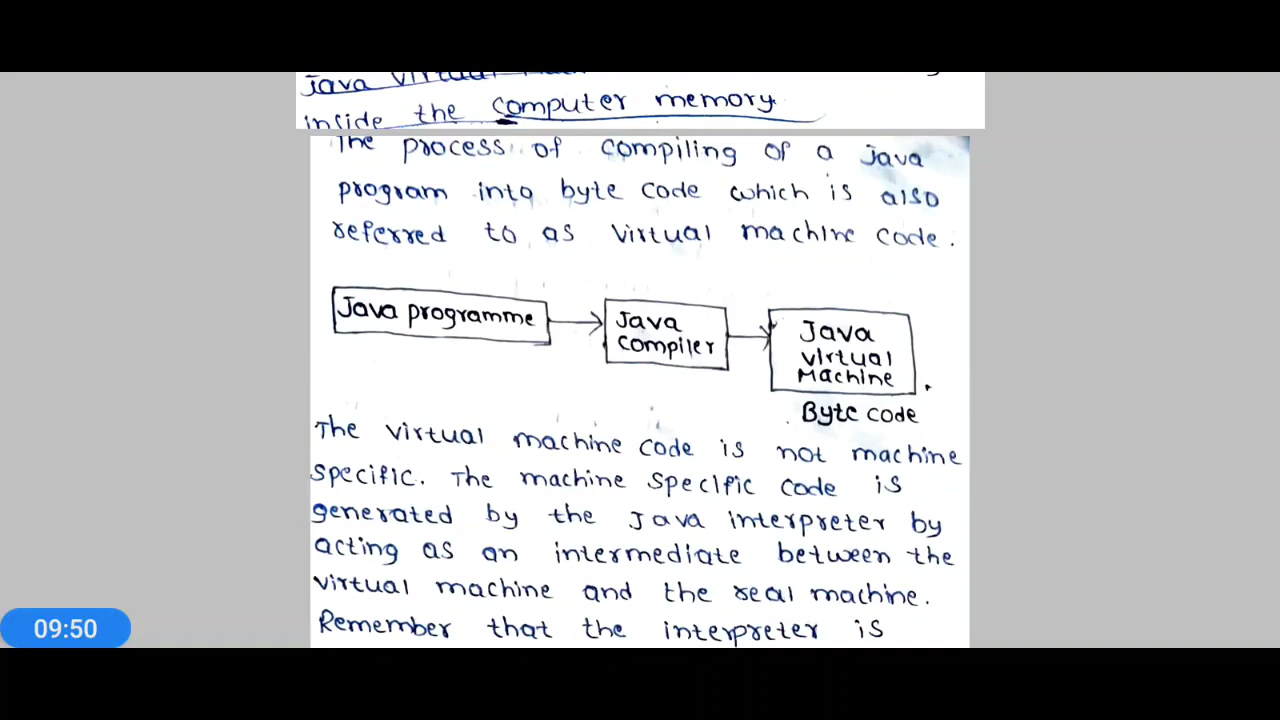 Java virtual
inside the computer memory.
The process of compiling of a Java
program into byte code which is also
referred to as virtual machine code.
Java programme
Java
compiler
Java
virtual
Machine
Byte code
The virtual machine code is not machine
specific. The machine specific code is
generated by the Java interpreter by
acting as an intermediate between the
virtual machine and the real machine.
09:50
Remember that the interpreter is